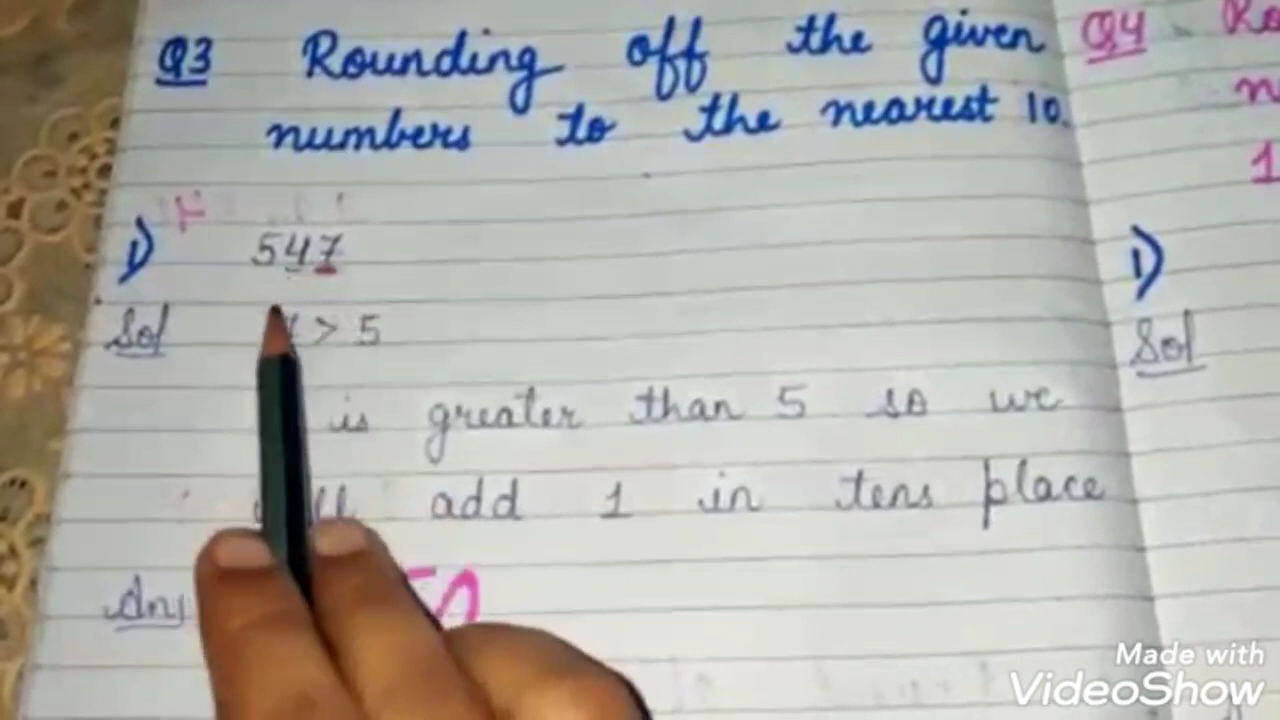 Q3 Rounding off the given
numbers to the nearest 10.
1) 547
Sol > 5
is greater than 5 so we
add 1 in tens place
Ans
Q4
1
1)
Sol
Made with
VideoShow